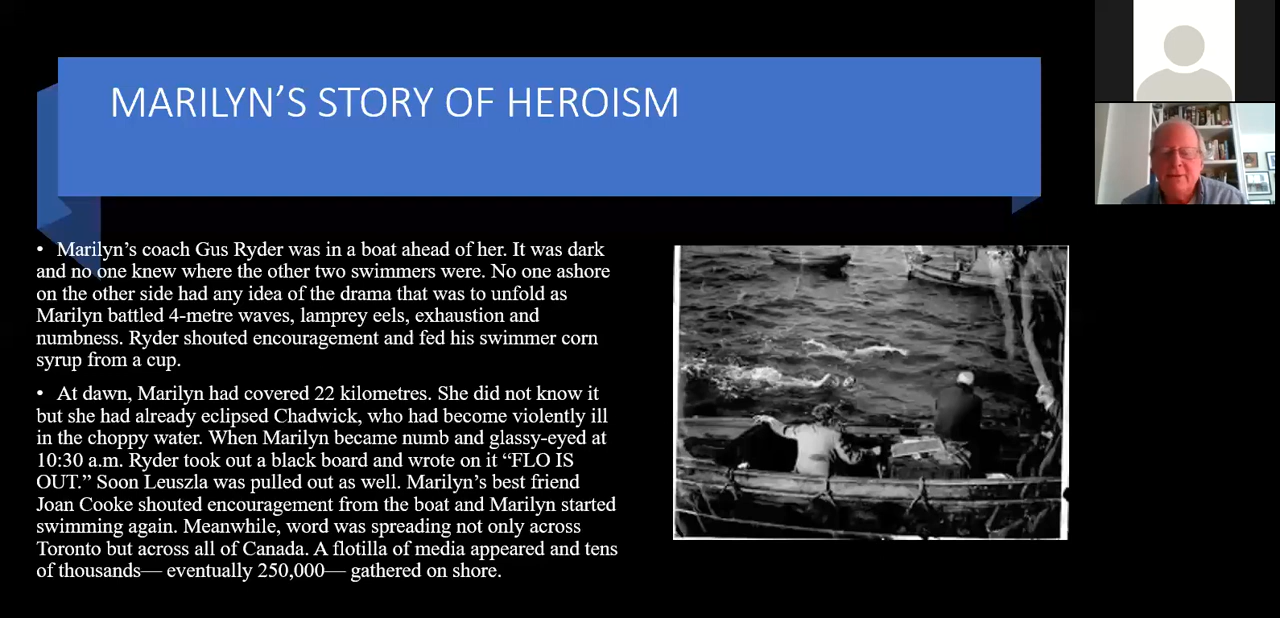 MARILYN’S STORY OF HEROISM
• Marilyn’s coach Gus Ryder was in a boat ahead of her. It was dark
and no one knew where the other two swimmers were. No one ashore
on the other side had any idea of the drama that was to unfold as
Marilyn battled 4-metre waves, lamprey eels, exhaustion and
numbness. Ryder shouted encouragement and fed his swimmer corn
syrup from a cup.
• At dawn, Marilyn had covered 22 kilometres. She did not know it
but she had already eclipsed Chadwick, who had become violently ill
in the choppy water. When Marilyn became numb and glassy-eyed at
10:30 a.m. Ryder took out a black board and wrote on it “FLO IS
OUT.” Soon Leuszla was pulled out as well. Marilyn’s best friend
Joan Cooke shouted encouragement from the boat and Marilyn started
swimming again. Meanwhile, word was spreading not only across
Toronto but across all of Canada. A flotilla of media appeared and tens
of thousands— eventually 250,000— gathered on shore.